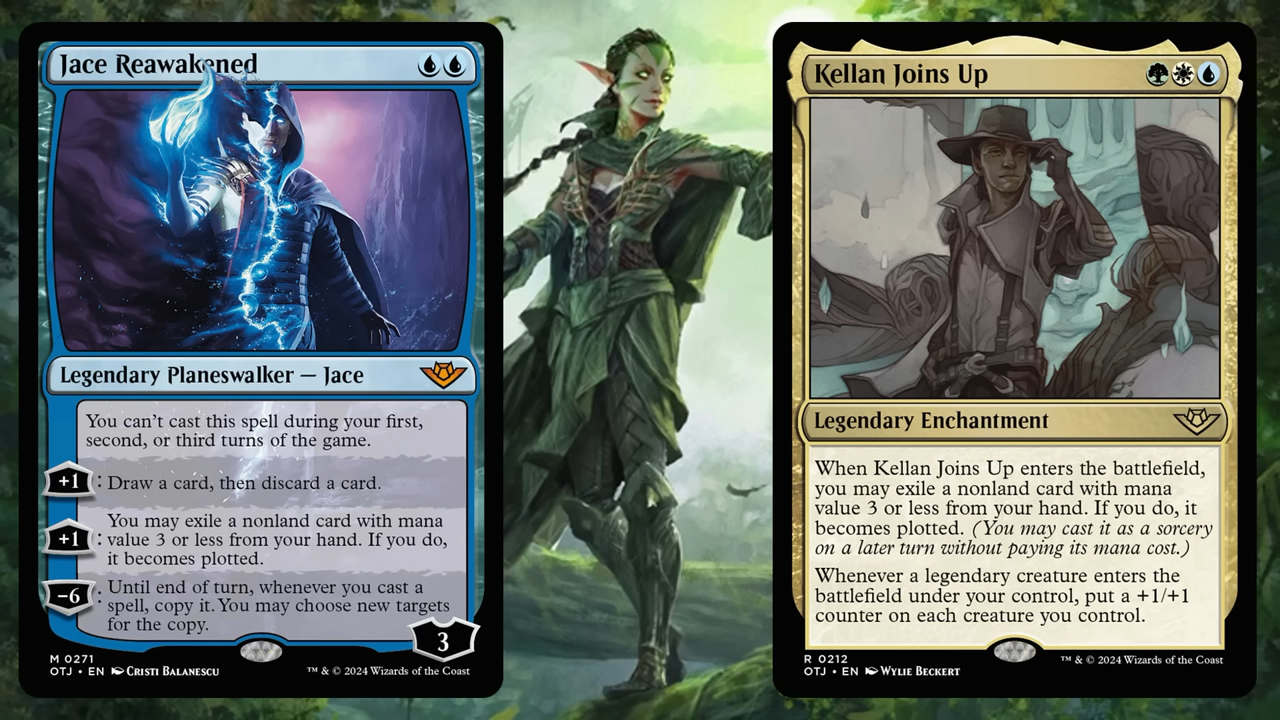 Jace Reawakened
Legendary Planeswalker — Jace
You can't cast this spell during your first,
second, or third turns of the game.
+1: Draw a card, then discard a card.
You may exile a nonland card with mana
+1: value 3 or less from your hand. If you do,
it becomes plotted.
Until end of turn, whenever you cast a
−6: spell, copy it. You may choose new targets
for the copy.
3
M 0271
OTJ • EN CRISTI BALANESCU
™ & © 2024 Wizards of the Coast
Kellan Joins Up
Legendary Enchantment
When Kellan Joins Up enters the battlefield,
you may exile a nonland card with mana
value 3 or less from your hand. If you do, it
becomes plotted. (You may cast it as a sorcery
on a later turn without paying its mana cost.)
Whenever a legendary creature enters the
battlefield under your control, put a +1/+1
counter on each creature you control.
R 0212
OTJ • EN WYLIE BECKERT
™ & © 2024 Wizards of the Coast